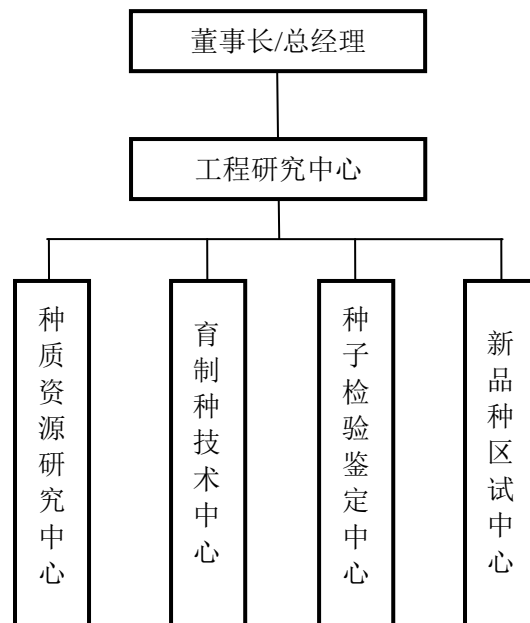 董事长/总经理
工程研究中心
种质资源研究中心
育制种技术中心
种子检验鉴定中心
新品种区试中心